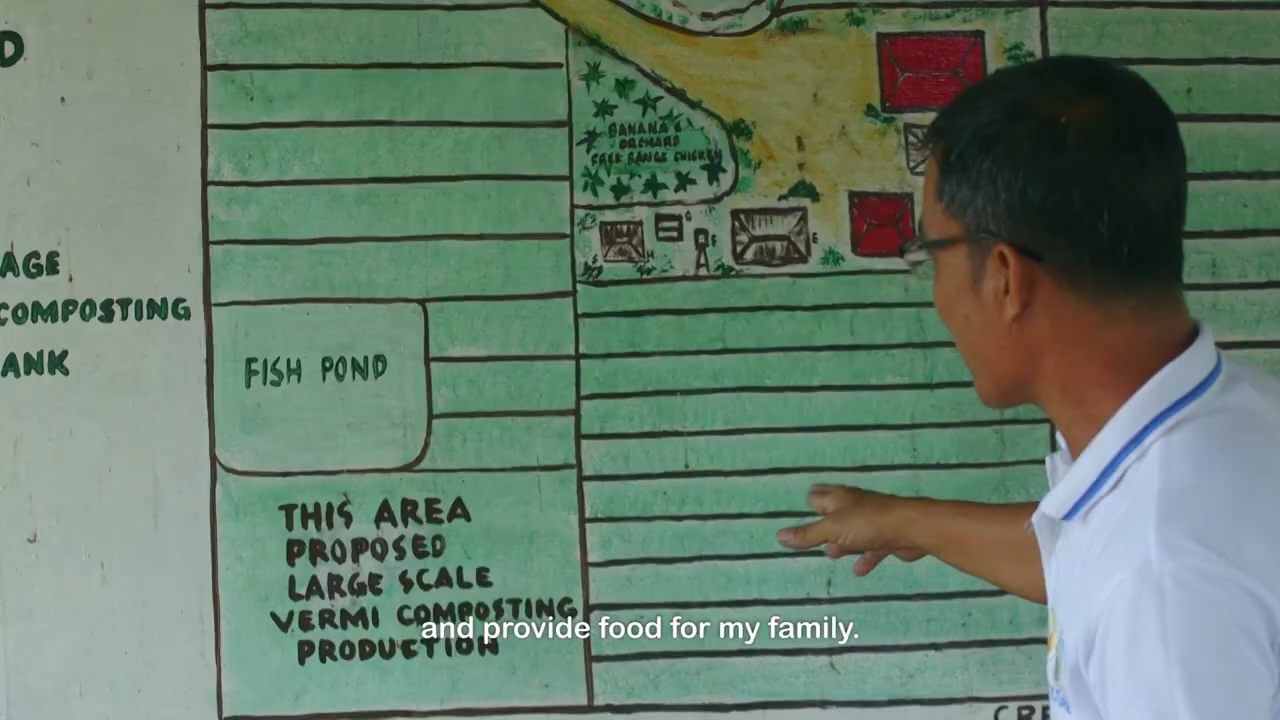 D
AGE
COMPOSTING
ANK
BANANA &
ORCHARD
FREE RANGE CHICKEN
G
F
E
H
FISH POND
THIS AREA
PROPOSED
LARGE SCALE
VERMI COMPOSTING
PRODUCTION
and provide food for my family.
CRE